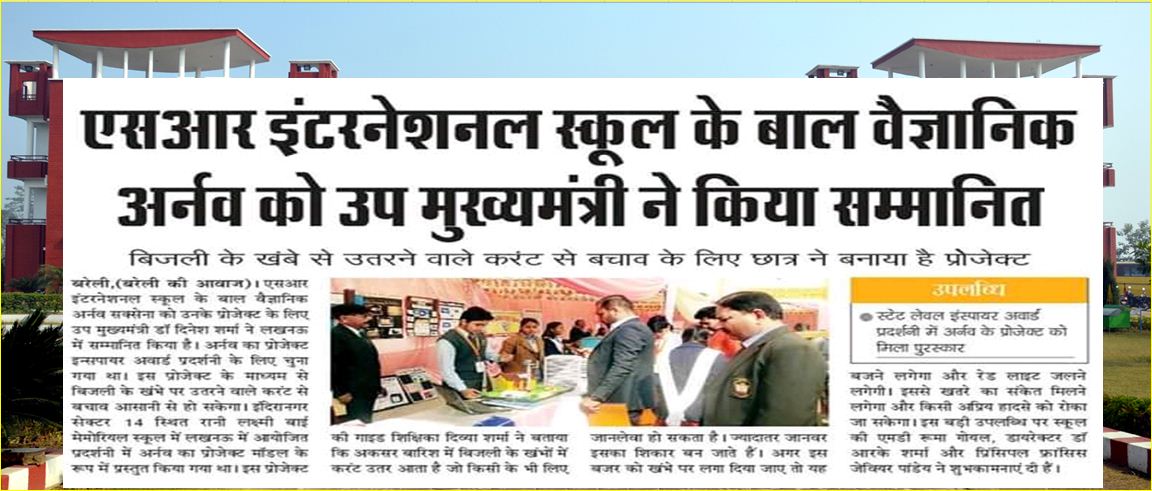 एसआर इंटरनेशनल स्कूल के बाल वैज्ञानिक
अर्नव को उप मुख्यमंत्री ने किया सम्मानित
बिजली के खंबे से उतरने वाले करंट से बचाव के लिए छात्र ने बनाया है प्रोजेक्ट
बरेली,(बरेली की आवाज)। एसआर
इंटरनेशनल स्कूल के बाल वैज्ञानिक
अर्नव सक्सेना को उनके प्रोजेक्ट के लिए
उप मुख्यमंत्री डॉ दिनेश शर्मा ने लखनऊ
में सम्मानित किया है। अर्नव का प्रोजेक्ट
इन्सपायर अवार्ड प्रदर्शनी के लिए चुना
गया था। इस प्रोजेक्ट के माध्यम से
बिजली के खंभे पर उतरने वाले करंट से
बचाव आसानी से हो सकेगा। इंदिरानगर
सेक्टर 14 स्थित रानी लक्ष्मी बाई
मेमोरियल स्कूल में लखनऊ में आयोजित
प्रदर्शनी में अर्नव का प्रोजेक्ट मॉडल के
रूप में प्रस्तुत किया गया था। इस प्रोजेक्ट
की गाइड शिक्षिका दिव्या शर्मा ने बताया
कि अकसर बारिश में बिजली के खंभों में
करंट उतर आता है जो किसी के भी लिए
जानलेवा हो सकता है। ज्यादातर जानवर
इसका शिकार बन जाते हैं। अगर इस
बजर को खंभे पर लगा दिया जाए तो यह
उपलब्धि
स्टेट लेवल इंस्पायर अवार्ड
प्रदर्शनी में अर्नव के प्रोजेक्ट को
मिला पुरस्कार
बजने लगेगा और रेड लाइट जलने
लगेगी। इससे खतरे का संकेत मिलने
लगेगा और किसी अप्रिय हादसे को रोका
जा सकेगा। इस बड़ी उपलब्धि पर स्कूल
की एमडी रूमा गोयल, डायरेक्टर डॉ
आरके शर्मा और प्रिंसिपल फ्रांसिस
जेवियर पांडेय ने शुभकामनाएं दी हैं।